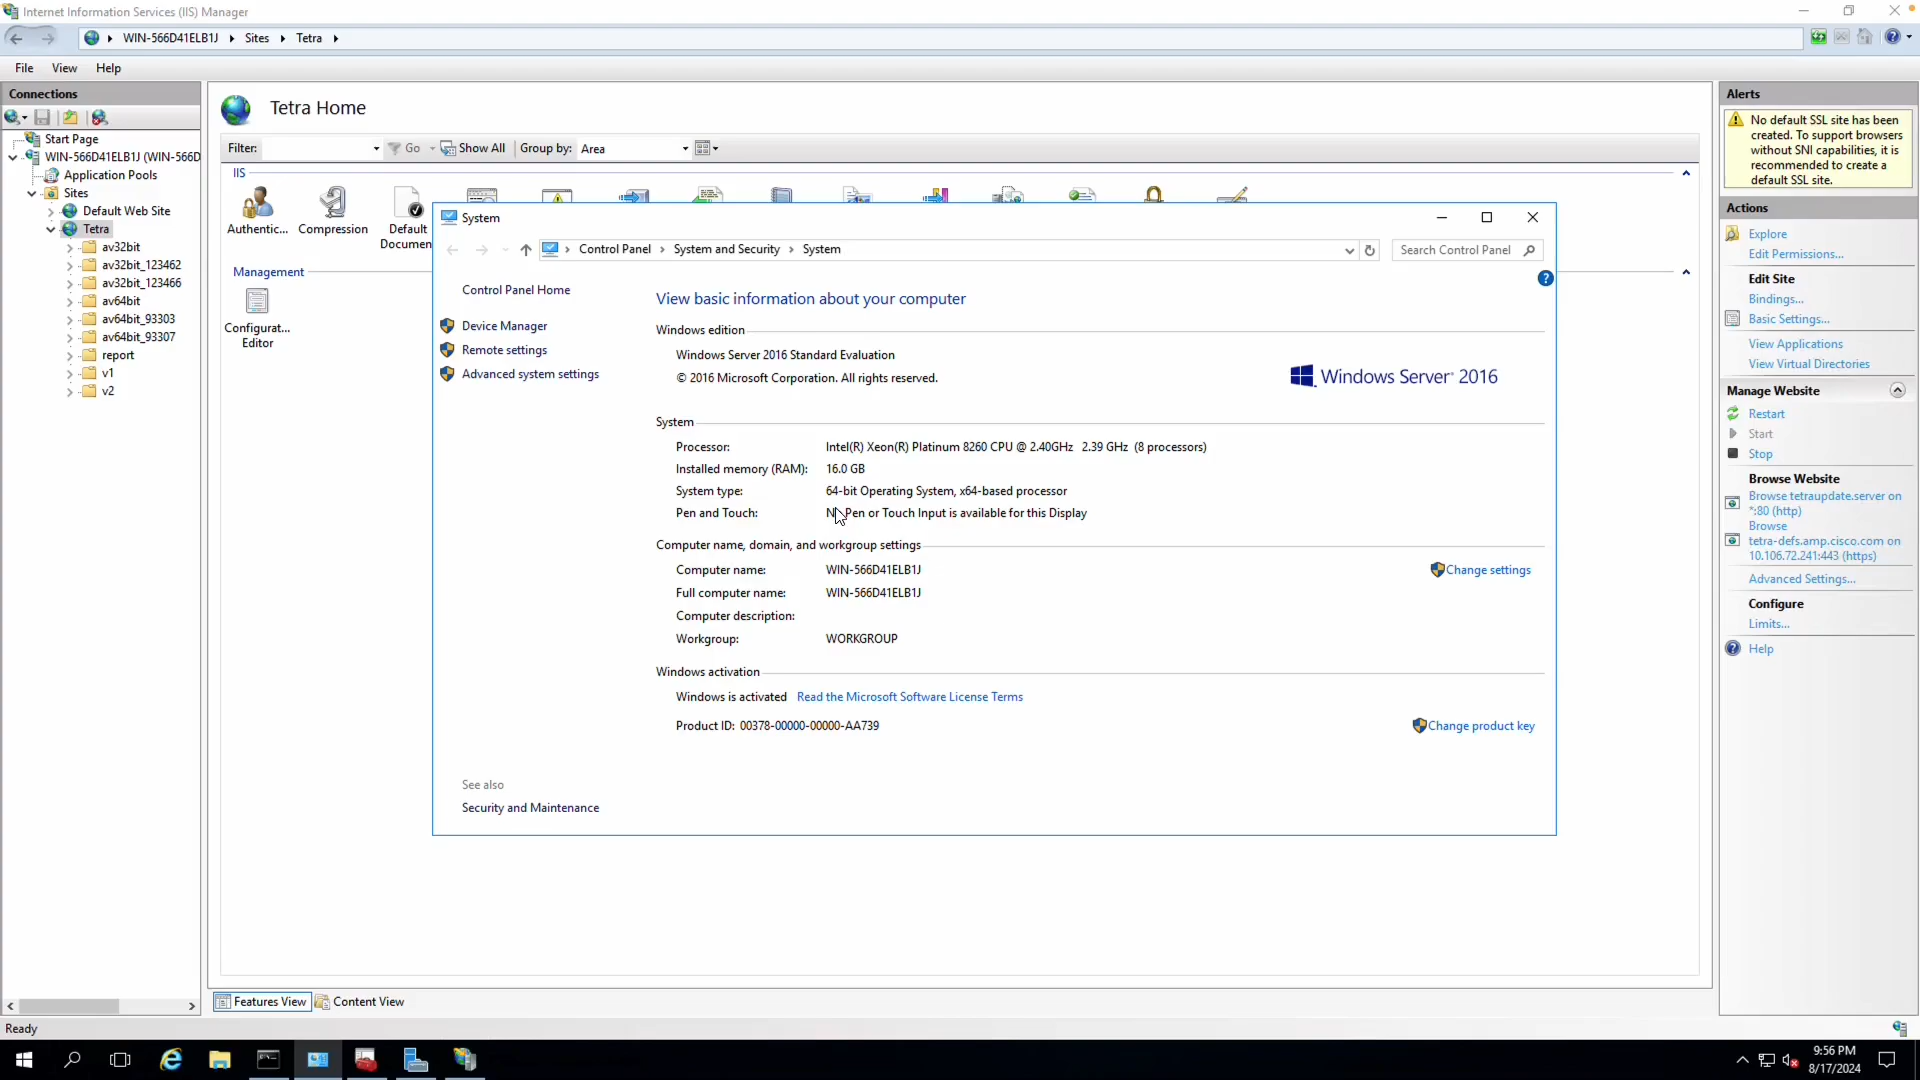 Internet Information Services (IIS) Manager
WIN-566D41ELB1J
Sites
Tetra
File
View
Help
Connections
Start Page
WIN-566D41ELB1J (WIN-566D
Application Pools
Sites
Default Web Site
Tetra
av32bit
av32bit_123462
av32bit_123466
av64bit
av64bit_93303
av64bit_93307
report
v1
v2
Tetra Home
Filter:
Go
Show All
Group by:
Area
IIS
Authentic...
Compression
Default
Documen
Management
Configurat...
Editor
System
Control Panel
System and Security
System
Search Control Panel
Control Panel Home
Device Manager
Remote settings
Advanced system settings
See also
Security and Maintenance
View basic information about your computer
Windows edition
Windows Server 2016 Standard Evaluation
© 2016 Microsoft Corporation. All rights reserved.
Windows Server® 2016
System
Processor: Intel(R) Xeon(R) Platinum 8260 CPU @ 2.40GHz 2.39 GHz (8 processors)
Installed memory (RAM): 16.0 GB
System type: 64-bit Operating System, x64-based processor
Pen and Touch: Pen or Touch Input is available for this Display
Computer name, domain, and workgroup settings
Computer name: WIN-566D41ELB1J
Change settings
Full computer name: WIN-566D41ELB1J
Computer description:
Workgroup: WORKGROUP
Windows activation
Windows is activated Read the Microsoft Software License Terms
Product ID: 00378-00000-00000-AA739
Change product key
Features View
Content View
Ready
Alerts
No default SSL site has been
created. To support browsers
without SNI capabilities, it is
recommended to create a
default SSL site.
Actions
Explore
Edit Permissions...
Edit Site
Bindings...
Basic Settings...
View Applications
View Virtual Directories
Manage Website
Restart
Start
Stop
Browse Website
Browse tetraupdate.server on
*:80 (http)
Browse
tetra-defs.amp.cisco.com on
10.106.72.241:443 (https)
Advanced Settings...
Configure
Limits...
Help
9:56 PM
8/17/2024